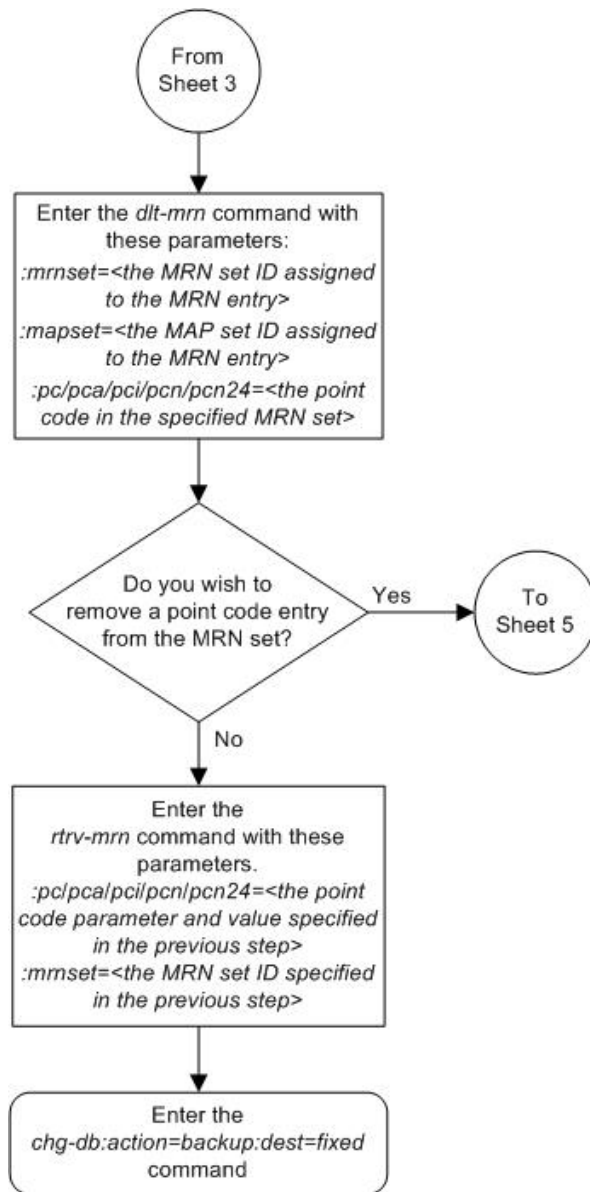 From
Sheet 3
Enter the dlt-mrn command with
these parameters:
:mrnset=<the MRN set ID assigned
to the MRN entry>
:mapset=<the MAP set ID assigned
to the MRN entry>
:pc/pca/pci/pcn/pcn24=<the point
code in the specified MRN set>
Do you wish to
remove a point code entry
from the MRN set?
Yes
To
Sheet 5
No
Enter the
rtrv-mrn command with these
parameters.
:pc/pca/pci/pcn/pcn24=<the point
code parameter and value specified
in the previous step>
:mrnset=<the MRN set ID specified
in the previous step>
Enter the
chg-db:action=backup:dest=fixed
command